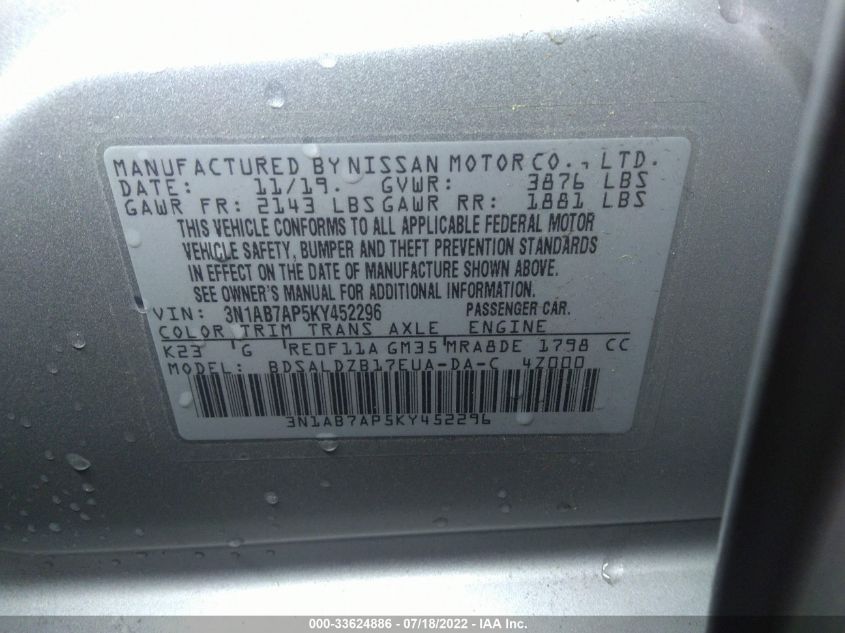 MANUFACTURED BY NISSAN MOTOR CO., LTD.
DATE: 11/19. GVWR: 3876 LBS
GAWR FR: 2143 LBS GAWR RR: 1881 LBS
THIS VEHICLE CONFORMS TO ALL APPLICABLE FEDERAL MOTOR
VEHICLE SAFETY, BUMPER AND THEFT PREVENTION STANDARDS
IN EFFECT ON THE DATE OF MANUFACTURE SHOWN ABOVE.
SEE OWNER'S MANUAL FOR ADDITIONAL INFORMATION.
VIN: 3N1AB7AP5KY452296 PASSENGER CAR.
COLOR TRIM TRANS AXLE ENGINE
K23 G RE0F11A GM35 MRA8DE 1798 CC
MODEL: BDSALDZB17EUA-DA-C 4Z000
3N1AB7AP5KY452296
000-33624886 / 07/18/2022 - IAA Inc.